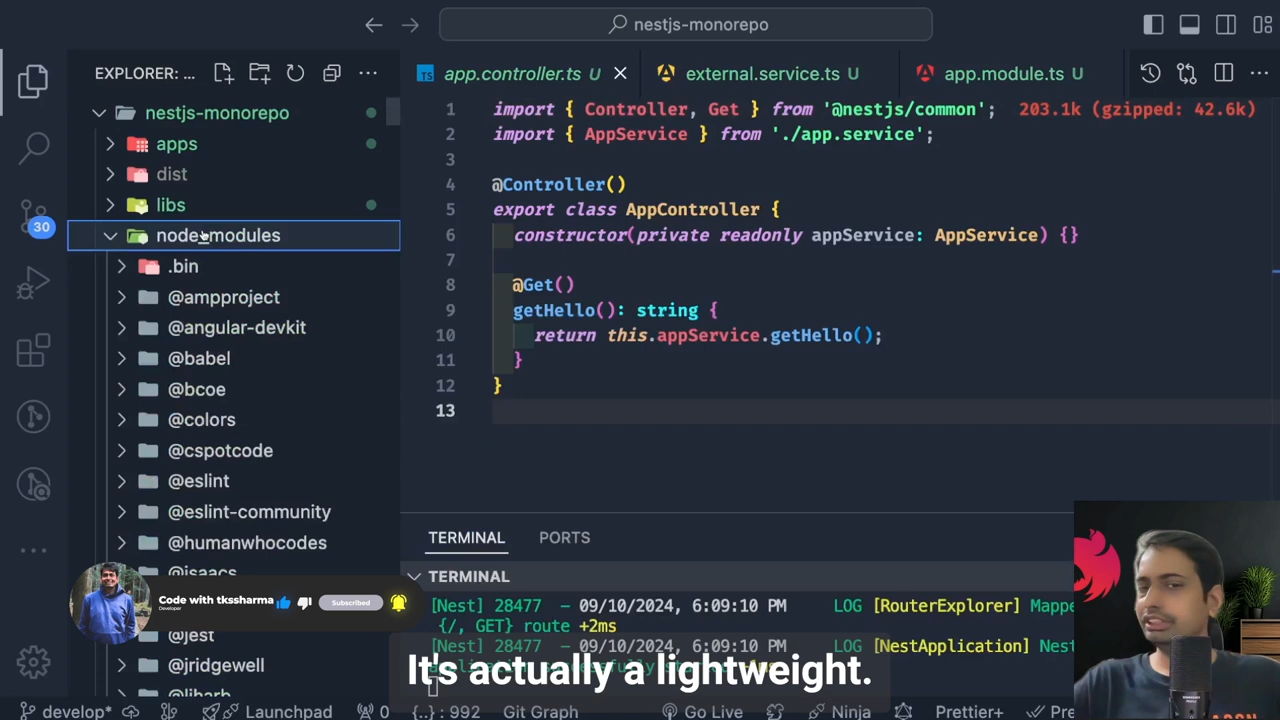 nestjs-monorepo
EXPLORER: ...
TS app.controller.ts U
external.service.ts U
app.module.ts U
nestjs-monorepo
apps
dist
libs
node_modules
.bin
@ampproject
@angular-devkit
@babel
@bcoe
@colors
@cspotcode
@eslint
@eslint-community
@humanwhocodes
@isaacs
@jest
@jridgewell
30
1 import { Controller, Get } from '@nestjs/common'; 203.1k (gzipped: 42.6k)
2 import { AppService } from './app.service';
3
4 @Controller()
5 export class AppController {
6 constructor(private readonly appService: AppService) {}
7
8 @Get()
9 getHello(): string {
10 return this.appService.getHello();
11 }
12 }
13
TERMINAL PORTS
TERMINAL
[Nest] 28477 - 09/10/2024, 6:09:10 PM LOG [RouterExplorer] Mappe
{/, GET} route +2ms
[Nest] 28477 - 09/10/2024, 6:09:10 PM LOG [NestApplication] Nest
Code with tkssharma
Developer
Subscribed
It's actually a lightweight.
develop* Launchpad 0 {..} : 992 Git Graph Go Live Ninja Prettier+ Pre